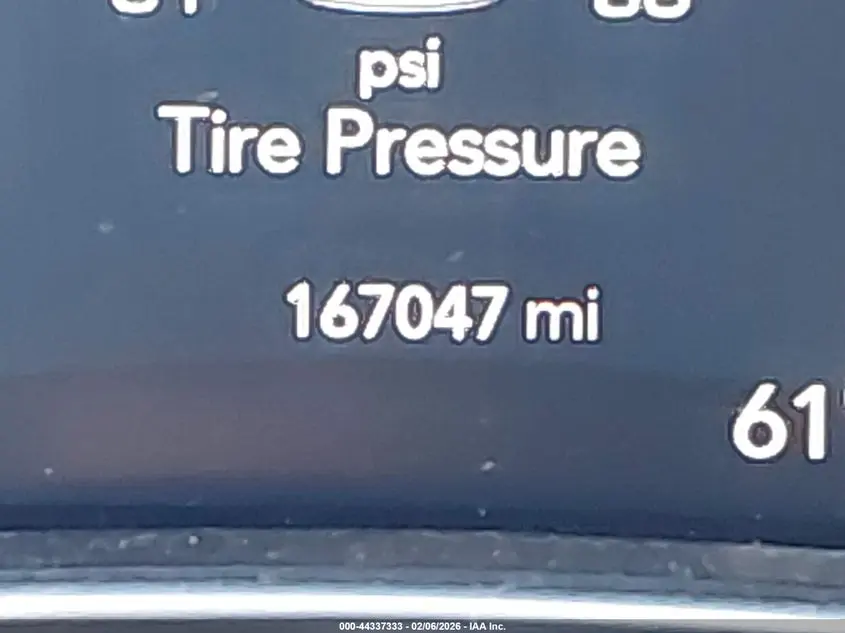 psi
Tire Pressure
167047 mi
61°
000-44337333 - 02/06/2026 - IAA Inc.